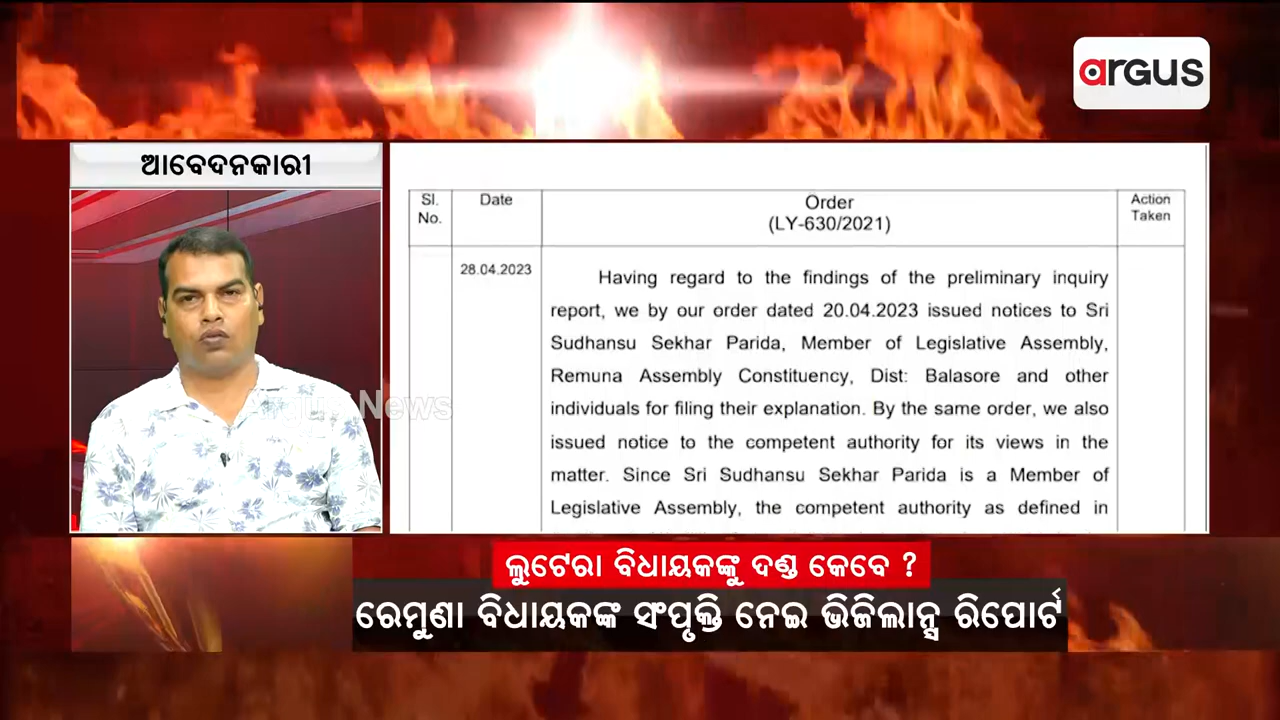 argus
ଆବେଦନକାରୀ
Sl. No.
Date
Order
(LY-630/2021)
Action Taken
28.04.2023
Having regard to the findings of the preliminary inquiry
report, we by our order dated 20.04.2023 issued notices to Sri
Sudhansu Sekhar Parida, Member of Legislative Assembly,
Remuna Assembly Constituency, Dist: Balasore and other
individuals for filing their explanation. By the same order, we also
issued notice to the competent authority for its views in the
matter. Since Sri Sudhansu Sekhar Parida is a Member of
Legislative Assembly, the competent authority as defined in
News
ଲୁଟେରା ବିଧାୟକଙ୍କୁ ଦଣ୍ଡ କେବେ ?
ରେମୁଣା ବିଧାୟକଙ୍କ ସଂପୃକ୍ତି ନେଇ ଭିଜିଲାନ୍ସ ରିପୋର୍ଟ